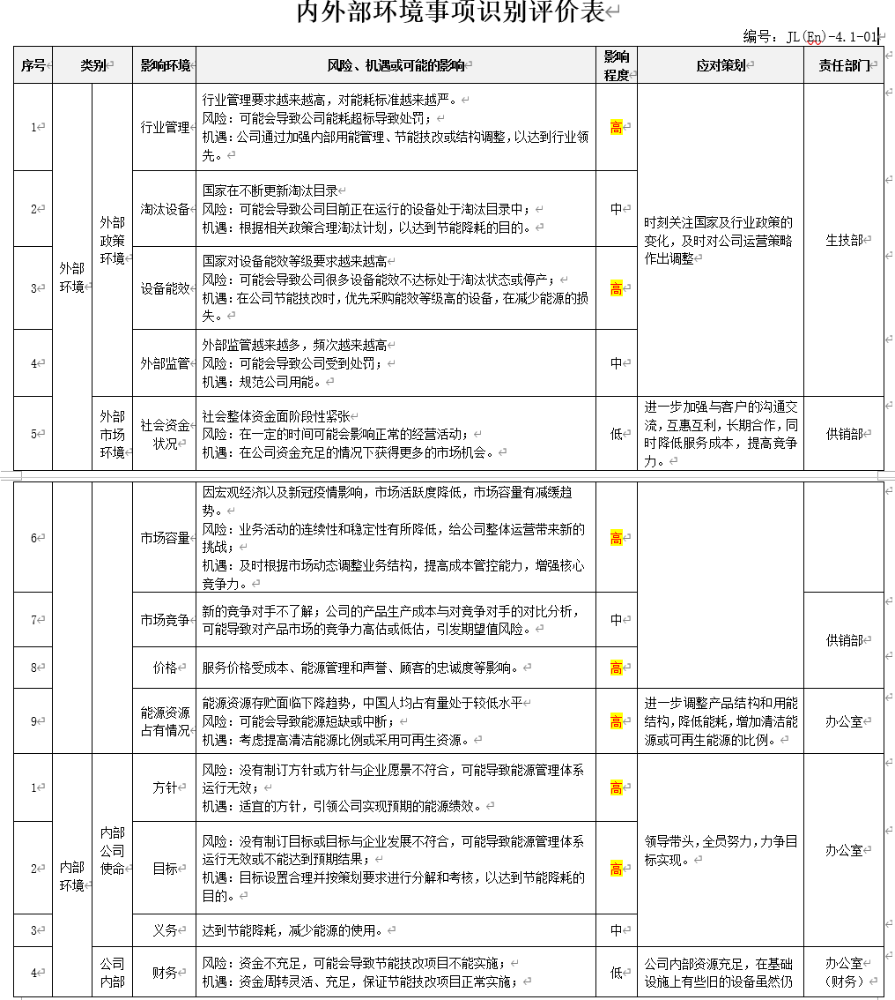 内外部环境事项识别评价表
编号：JL(En)-4.1-01
序号 类别 影响环境 风险、机遇或可能的影响 影响程度 应对策划 责任部门
外部
环境
外部
政策
环境
1
行业管理
行业管理要求越来越高，对能耗标准越来越严。
风险：可能会导致公司能耗超标导致处罚；
机遇：公司通过加强内部用能管理、节能技改或结构调整，以达到行业领
先。
高
时刻关注国家及行业政策的
变化，及时对公司运营策略
作出调整
生技部
2
淘汰设备
国家在不断更新淘汰目录
风险：可能会导致公司目前正在运行的设备处于淘汰目录中；
机遇：根据相关政策合理淘汰计划，以达到节能降耗的目的。
中
3
设备能效
国家对设备能效等级要求越来越高
风险：可能会导致公司很多设备能效不达标处于淘汰状态或停产；
机遇：在公司节能技改时，优先采购能效等级高的设备，在减少能源的损
失。
高
4
外部监管
外部监管越来越多，频次越来越高
风险：可能会导致公司受到处罚；
机遇：规范公司用能。
中
5
外部
市场
环境
社会资金
状况
社会整体资金面阶段性紧张
风险：在一定的时间可能会影响正常的经营活动；
机遇：在公司资金充足的情况下获得更多的市场机会。
低
进一步加强与客户的沟通交
流，互惠互利，长期合作，同
时降低服务成本，提高竞争
力。
供销部
6
市场容量
因宏观经济以及新冠疫情影响，市场活跃度降低，市场容量有减缓趋
势。
风险：业务活动的连续性和稳定性有所降低，给公司整体运营带来新的
挑战；
机遇：及时根据市场动态调整业务结构，提高成本管控能力，增强核心
竞争力。
高
7
市场竞争
新的竞争对手不了解；公司的产品生产成本与对竞争对手的对比分析，
可能导致对产品市场的竞争力高估或低估，引发期望值风险。
中
供销部
8
价格
服务价格受成本、能源管理和声誉、顾客的忠诚度等影响。
高
9
能源资源
占有情况
能源资源存贮面临下降趋势，中国人均占有量处于较低水平
风险：可能会导致能源短缺或中断；
机遇：考虑提高清洁能源比例或采用可再生资源。
高
进一步调整产品结构和用能
结构，降低能耗，增加清洁能
源或可再生能源的比例。
办公室
内部
环境
内部
公司
使命
1
方针
风险：没有制订方针或方针与企业愿景不符合，可能导致能源管理体系
运行无效；
机遇：适宜的方针，引领公司实现预期的能源绩效。
高
领导带头，全员努力，力争目
标实现。
办公室
2
目标
风险：没有制订目标或目标与企业发展不符合，可能导致能源管理体系
运行无效或不能达到预期结果；
机遇：目标设置合理并按策划要求进行分解和考核，以达到节能降耗的
目的。
高
3
义务
达到节能降耗，减少能源的使用。
中
4
公司
内部
财务
风险：资金不充足，可能会导致节能技改项目不能实施；
机遇：资金周转灵活、充足，保证节能技改项目正常实施；
低
公司内部资源充足，在基础
设施上有些旧的设备虽然仍
办公室
（财务）